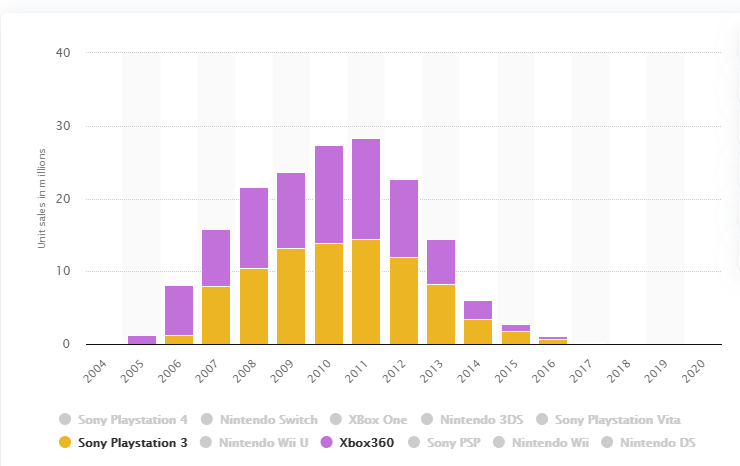 40
30
20
10
0
Unit sales in millions
2004 2005 2006 2007 2008 2009 2010 2011 2012 2013 2014 2015 2016 2017 2018 2019 2020
Sony Playstation 4 Nintendo Switch XBox One Nintendo 3DS Sony Playstation Vita
Sony Playstation 3 Nintendo Wii U Xbox360 Sony PSP Nintendo Wii Nintendo DS